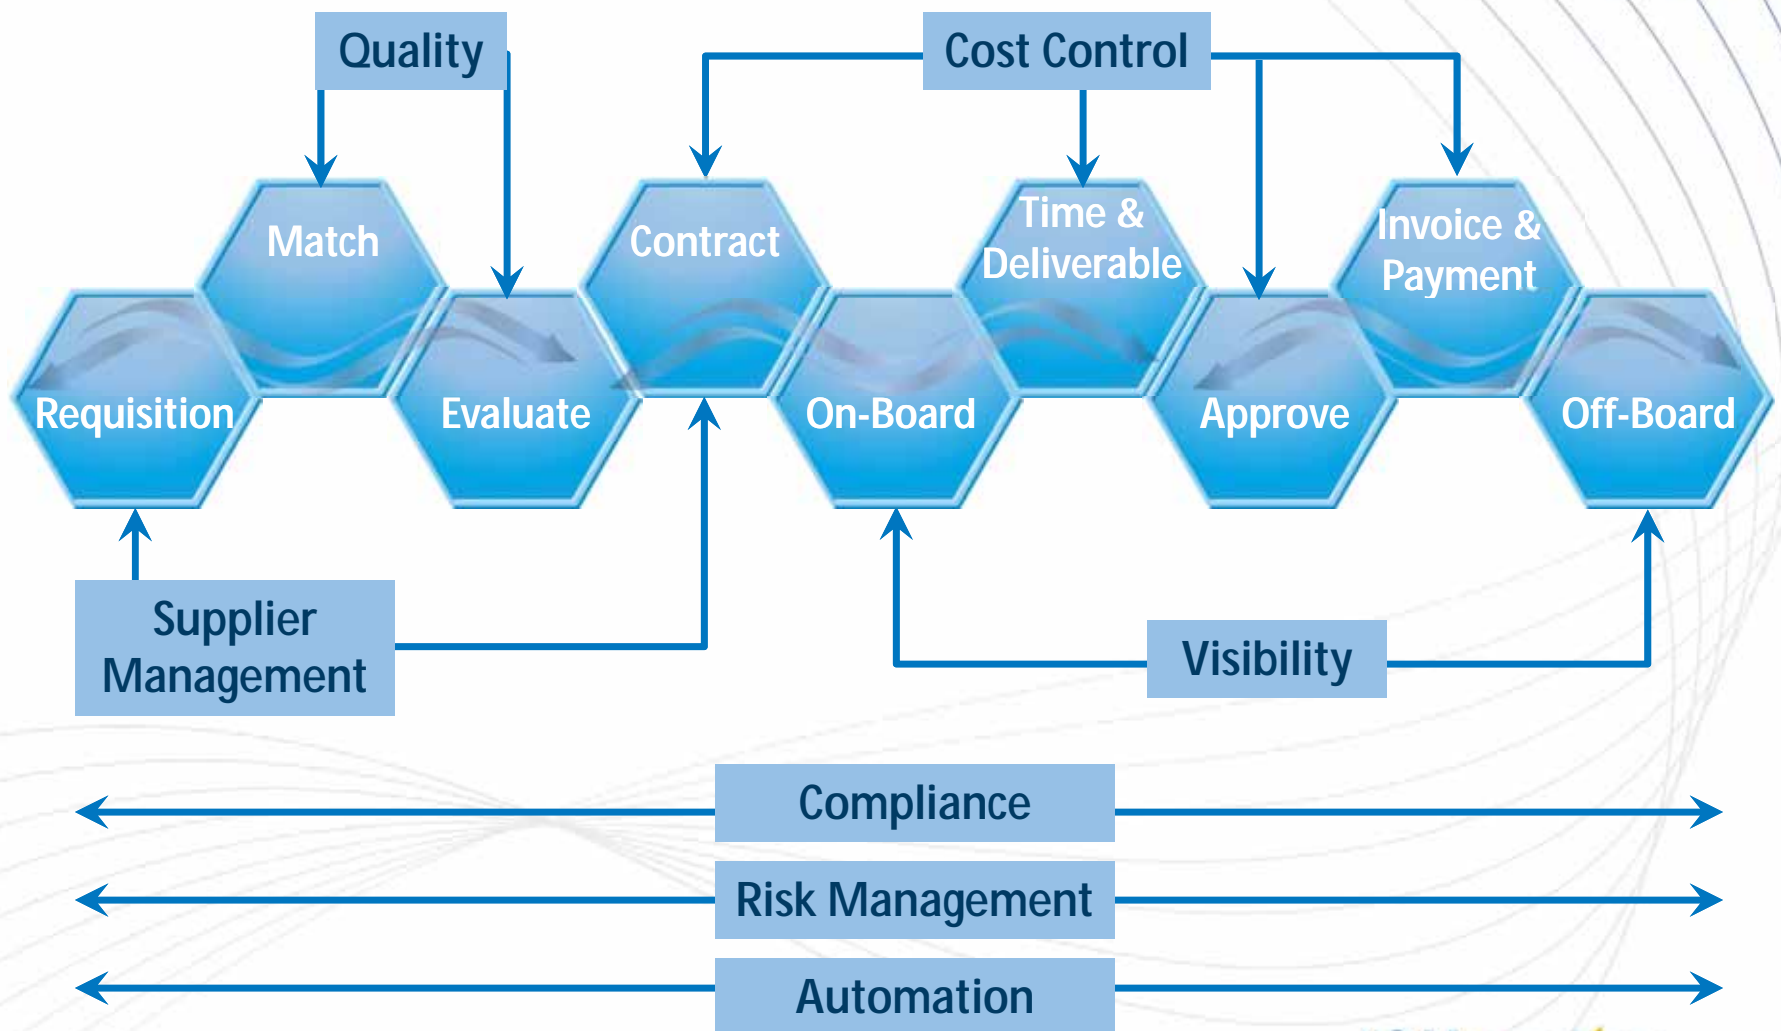 Quality
Cost Control
Match
Contract
Time &
Deliverable
Invoice &
Payment
Requisition
Evaluate
On-Board
Approve
Off-Board
Supplier
Management
Visibility
Compliance
Risk Management
Automation